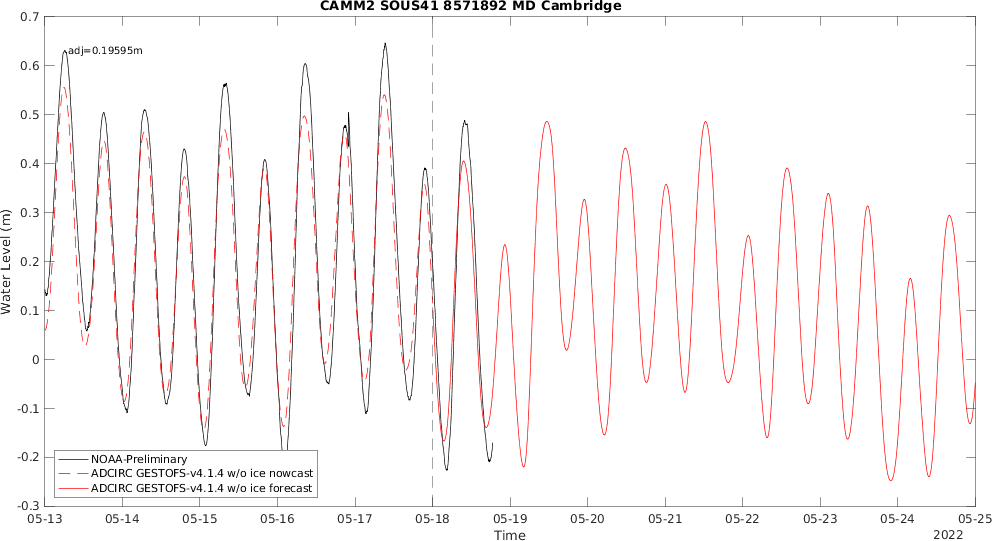 CAMM2 SOUS41 8571892 MD Cambridge
adj=0.19595m
Water Level (m)
0.7
0.6
0.5
0.4
0.3
0.2
0.1
0
-0.1
-0.2
-0.3
NOAA-Preliminary
ADCIRC GESTOFS-v4.1.4 w/o ice nowcast
ADCIRC GESTOFS-v4.1.4 w/o ice forecast
05-13 05-14 05-15 05-16 05-17 05-18 05-19 05-20 05-21 05-22 05-23 05-24 05-25
Time
2022